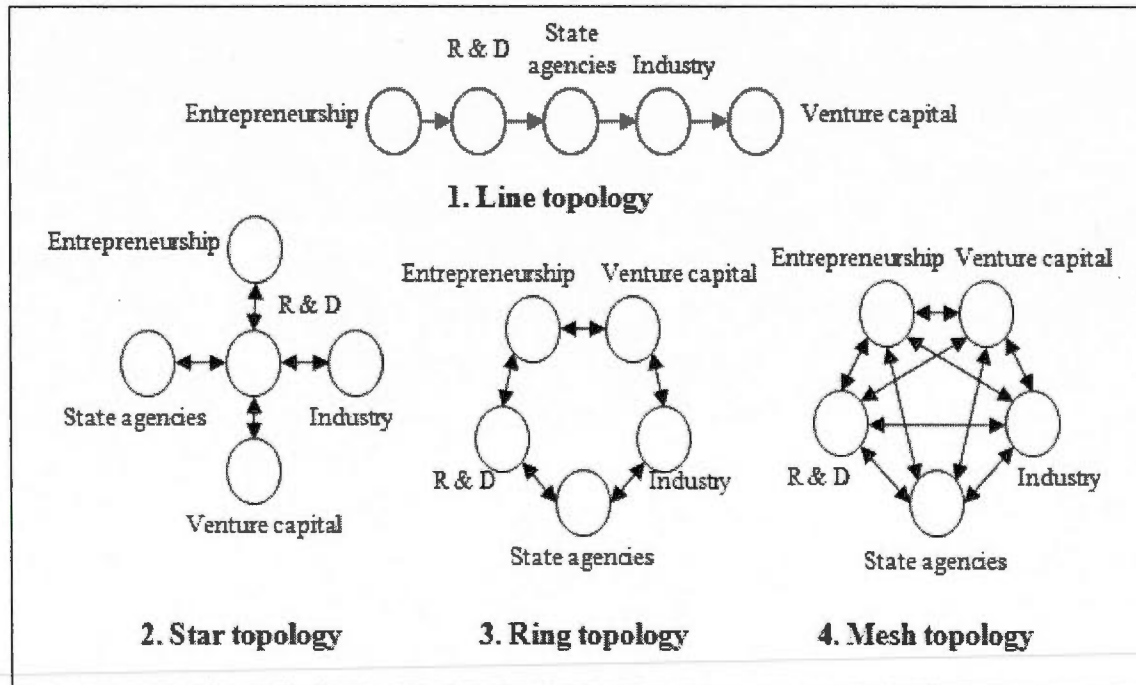 R & D
State
agencies
Industry
Entrepreneurship
Venture capital
1. Line topology
Entrepreneurship
R & D
State agencies
Industry
Venture capital
2. Star topology
Entrepreneurship
Venture capital
R & D
Industry
State agencies
3. Ring topology
Entrepreneurship
Venture capital
R & D
Industry
State agencies
4. Mesh topology